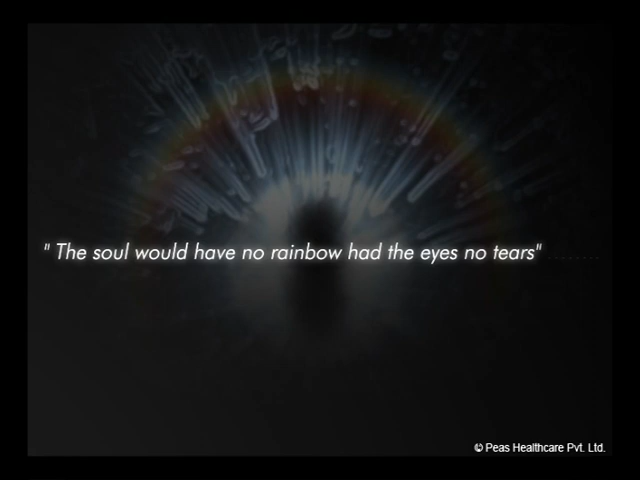 " The soul would have no rainbow had the eyes no tears" ........
© Peas Healthcare Pvt. Ltd.